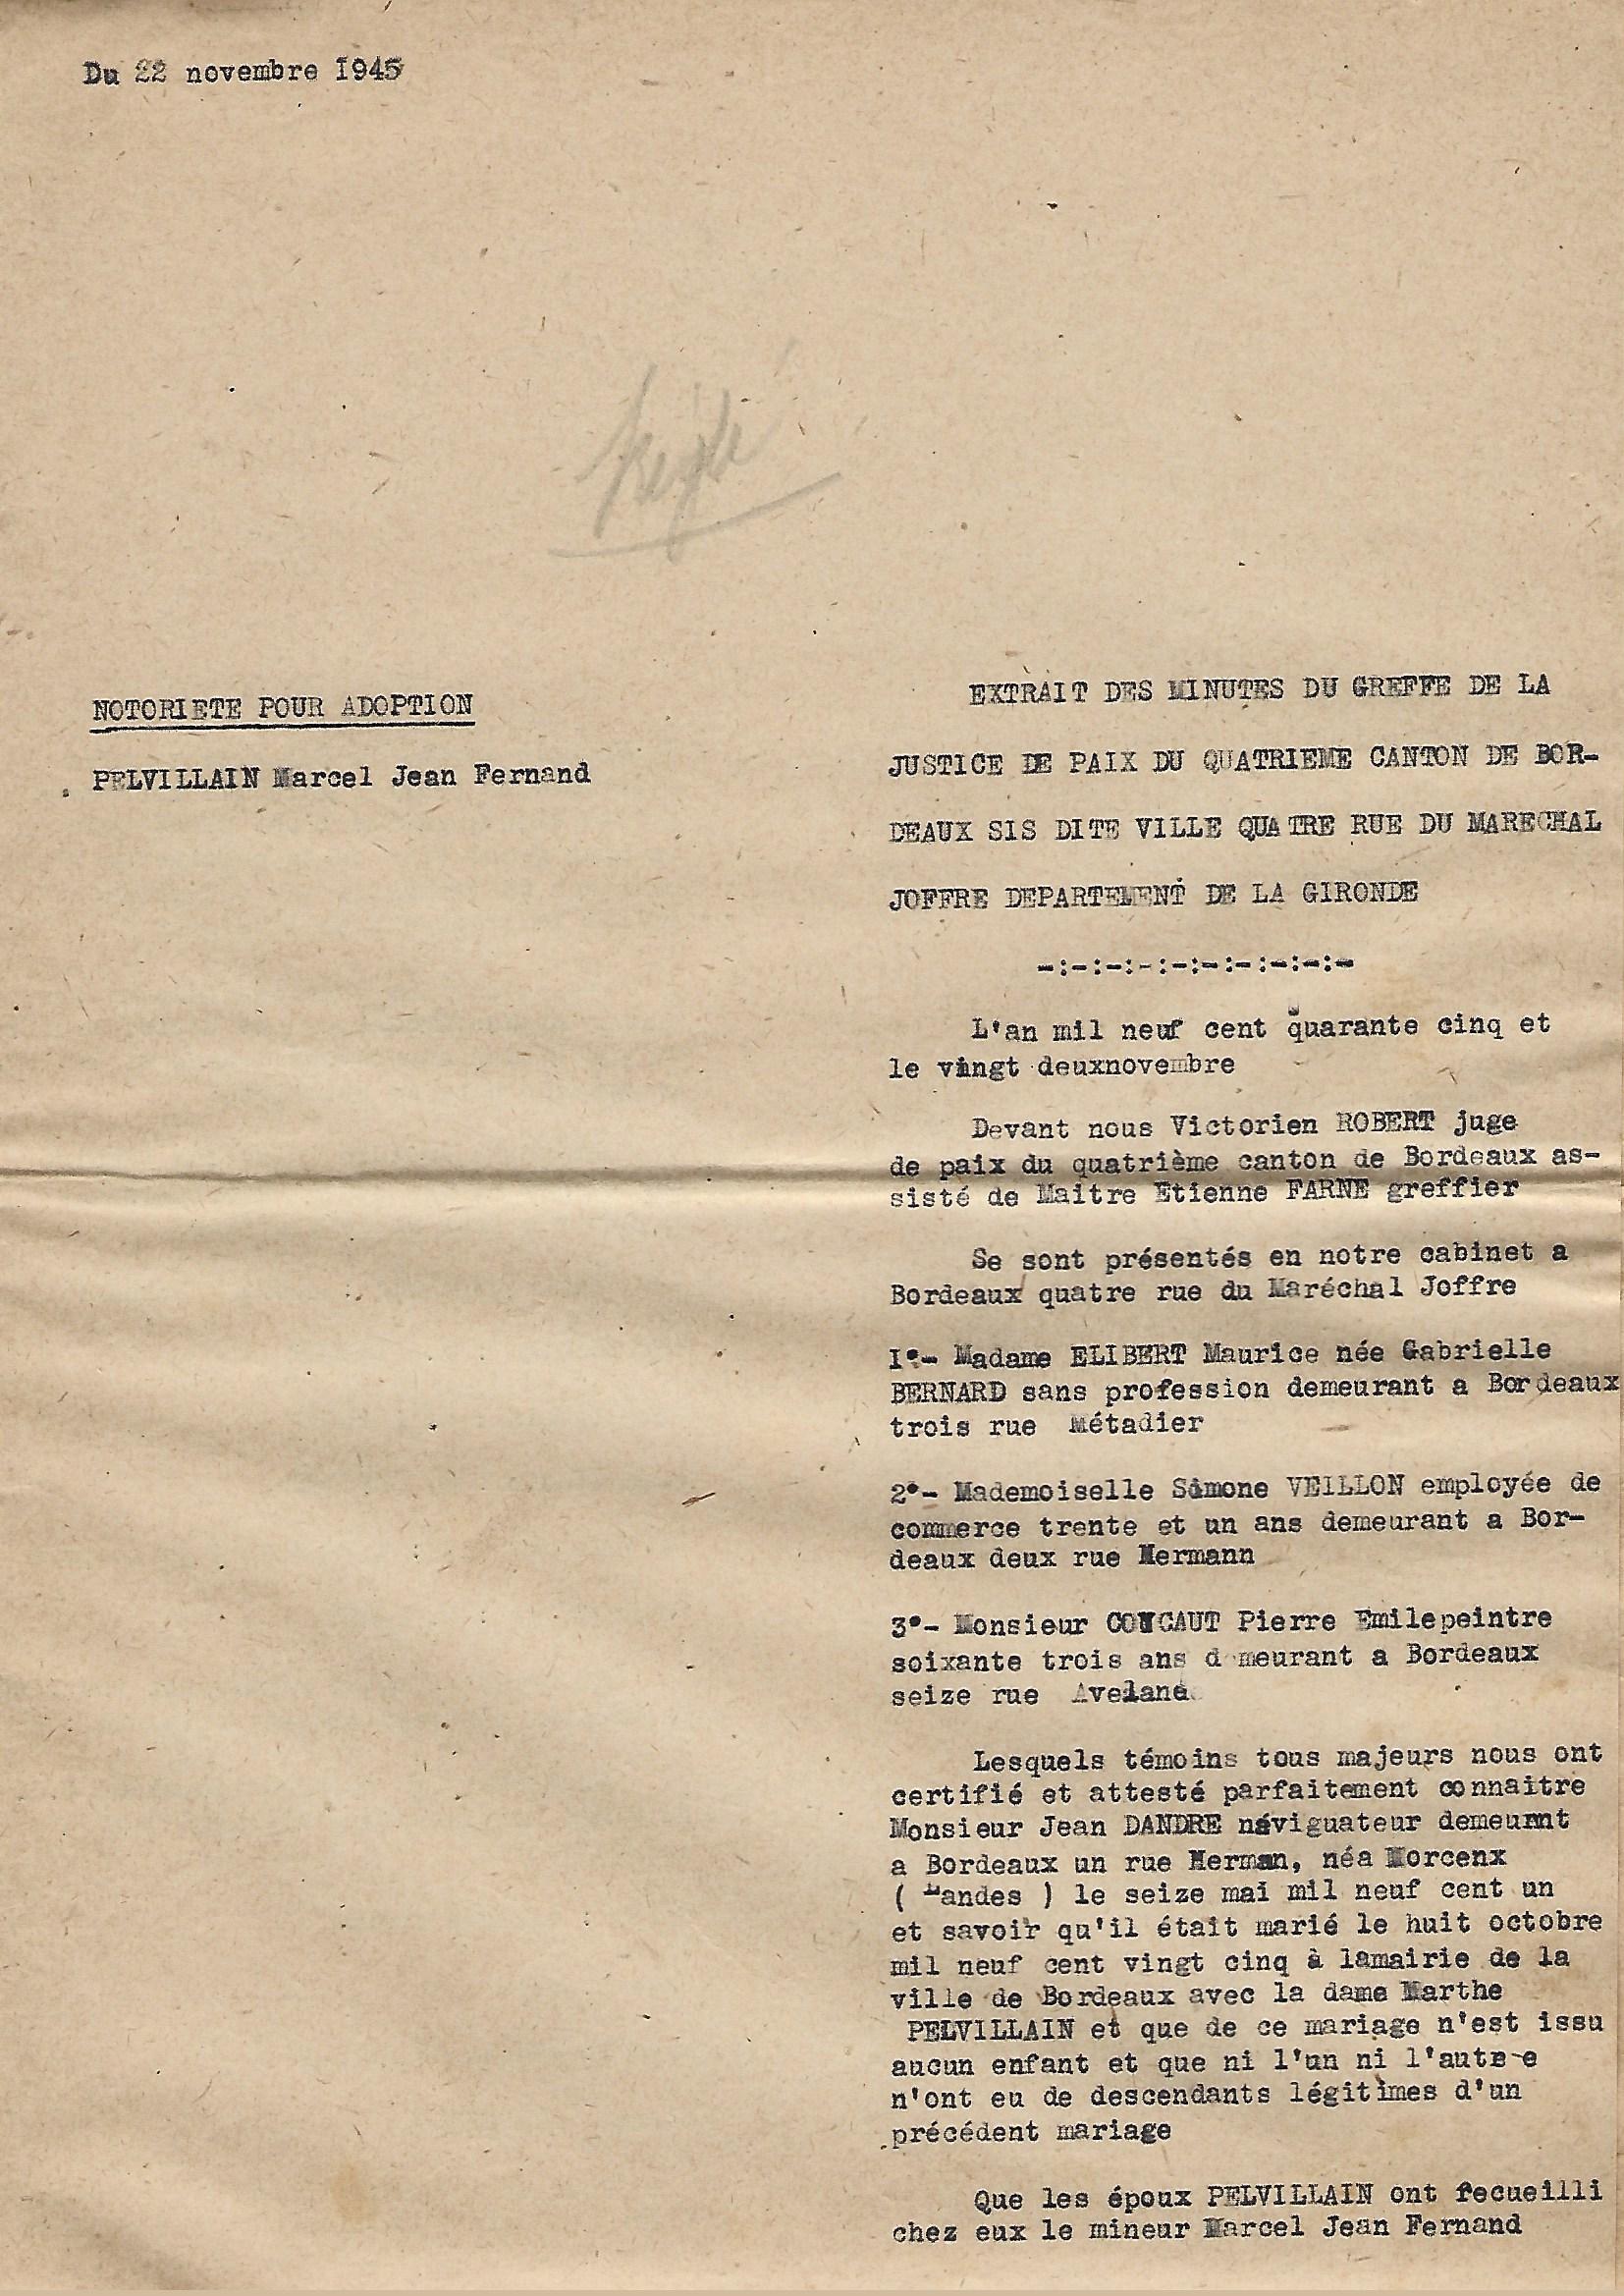 Du 22 novembre 1945
NOTORIETE POUR ADOPTION
PELVILLAIN Marcel Jean Fernand
EXTRAIT DES MINUTES DU GREFFE DE LA
JUSTICE DE PAIX DU QUATRIEME CANTON DE BOR-
DEAUX SIS DITE VILLE QUATRE RUE DU MARECHAL
JOFFRE DEPARTEMENT DE LA GIRONDE
-:-:-:-:-:-:-:-:-:-
L'an mil neuf cent quarante cinq et
le vingt deuxnovembre
Devant nous Victorien ROBERT juge
de paix du quatrième canton de Bordeaux as-
sisté de Maitre Etienne FARNE greffier
Se sont présentés en notre cabinet a
Bordeaux quatre rue du Maréchal Joffre
I°- Madame ELIBERT Maurice née Gabrielle
BERNARD sans profession demeurant a Bordeaux
trois rue Métadier
2°- Mademoiselle Simone VEILLON employée de
commerce trente et un ans demeurant a Bor-
deaux deux rue Hermann
3°- Monsieur Pierre Emilepeintre
soixante trois ans demeurant a Bordeaux
seize rue
Lesquels témoins tous majeurs nous ont
certifié et attesté parfaitement connaitre
Monsieur Jean DANDRE naviguateur demeurnt
a Bordeaux un rue Herman, néa Morcenx
( Landes ) le seize mai mil neuf cent un
et savoir qu'il était marié le huit octobre
mil neuf cent vingt cinq à lamairie de la
ville de Bordeaux avec la dame Marthe
PELVILLAIN et que de ce mariage n'est issu
aucun enfant et que ni l'un ni l'autre
n'ont eu de descendants légitimes d'un
précédent mariage
Que les époux PELVILLAIN ont recueilli
chez eux le mineur Marcel Jean Fernand